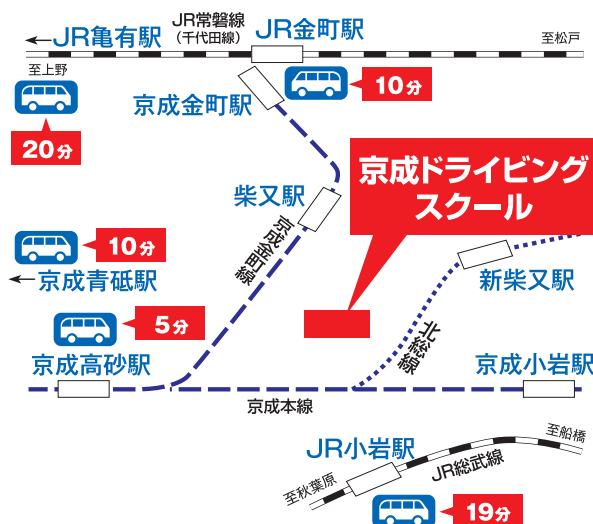 JR亀有駅
JR常磐線
（千代田線）
JR金町駅
至松戸
至上野
京成金町駅
10分
20分
京成ドライビング
スクール
柴又駅
京成金町線
10分
京成青砥駅
新柴又駅
5分
北総線
京成高砂駅
京成小岩駅
京成本線
JR小岩駅
至船橋
JR総武線
至秋葉原
19分